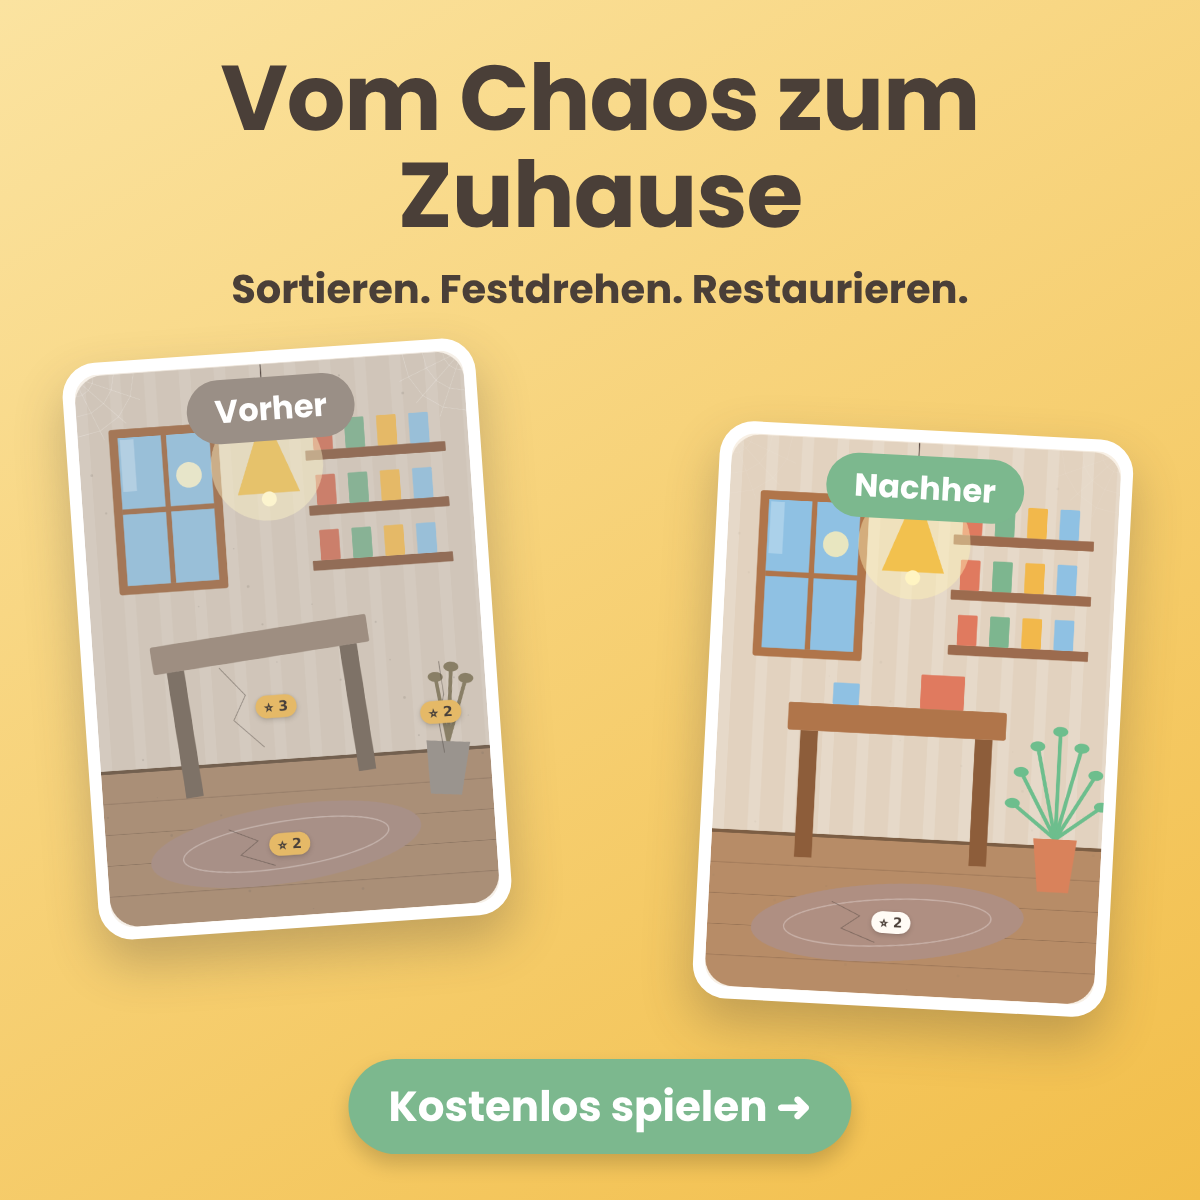 Vom Chaos zum
Zuhause
Sortieren. Festdrehen. Restaurieren.
Vorher
☆ 3
☆ 2
☆ 2
Nachher
☆ 2
Kostenlos spielen ➜